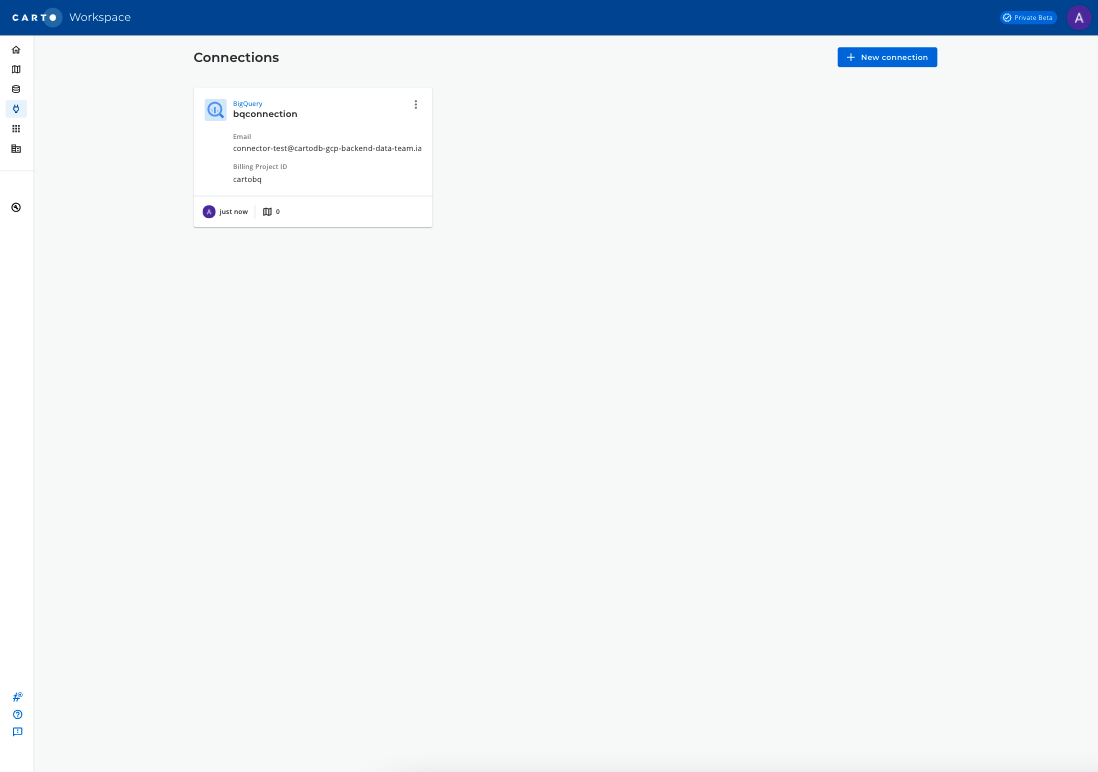 CARTO Workspace
Private Beta
A
Connections
New connection
BigQuery
bqconnection
Email
connector-test@cartodb-gcp-backend-data-team.ia
Billing Project ID
cartobq
A just now 0